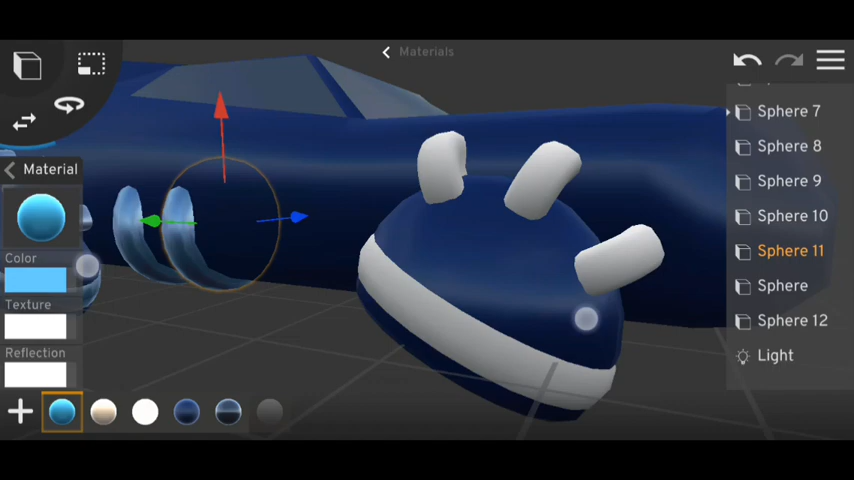 Materials
Material
Color
Texture
Reflection
Sphere 7
Sphere 8
Sphere 9
Sphere 10
Sphere 11
Sphere
Sphere 12
Light